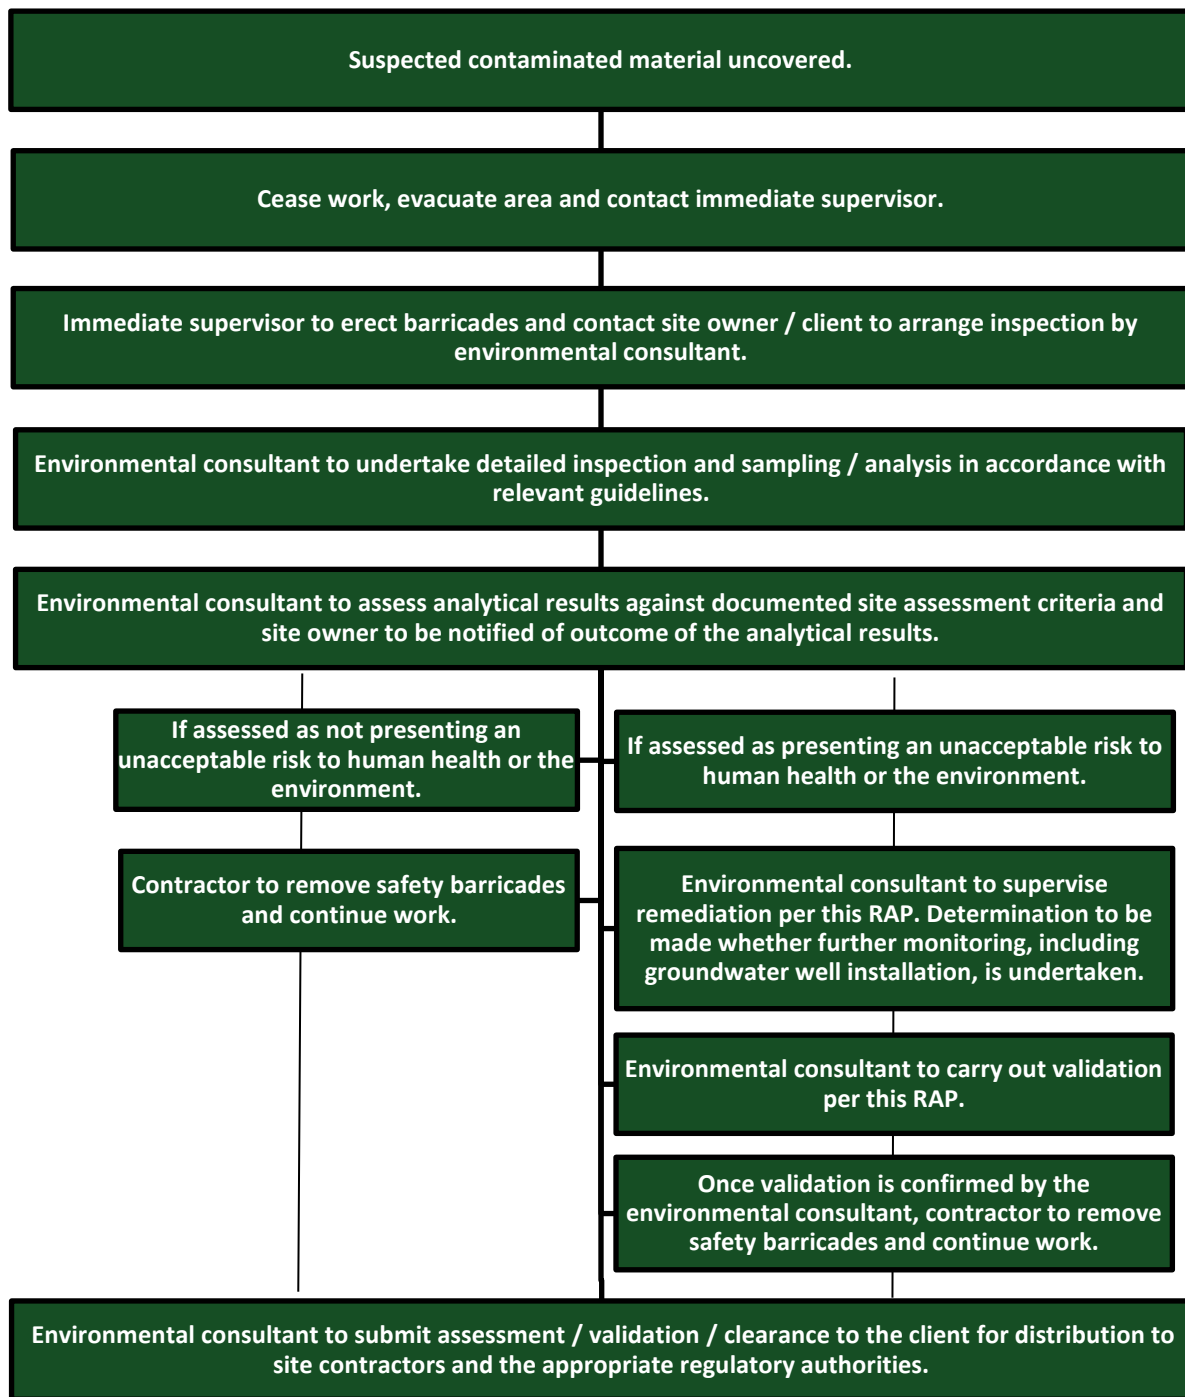 Suspected contaminated material uncovered.
Cease work, evacuate area and contact immediate supervisor.
Immediate supervisor to erect barricades and contact site owner / client to arrange inspection by
environmental consultant.
Environmental consultant to undertake detailed inspection and sampling / analysis in accordance with
relevant guidelines.
Environmental consultant to assess analytical results against documented site assessment criteria and
site owner to be notified of outcome of the analytical results.
If assessed as not presenting an
unacceptable risk to human health or the
environment.
Contractor to remove safety barricades
and continue work.
If assessed as presenting an unacceptable risk to
human health or the environment.
Environmental consultant to supervise
remediation per this RAP. Determination to be
made whether further monitoring, including
groundwater well installation, is undertaken.
Environmental consultant to carry out validation
per this RAP.
Once validation is confirmed by the
environmental consultant, contractor to remove
safety barricades and continue work.
Environmental consultant to submit assessment / validation / clearance to the client for distribution to
site contractors and the appropriate regulatory authorities.